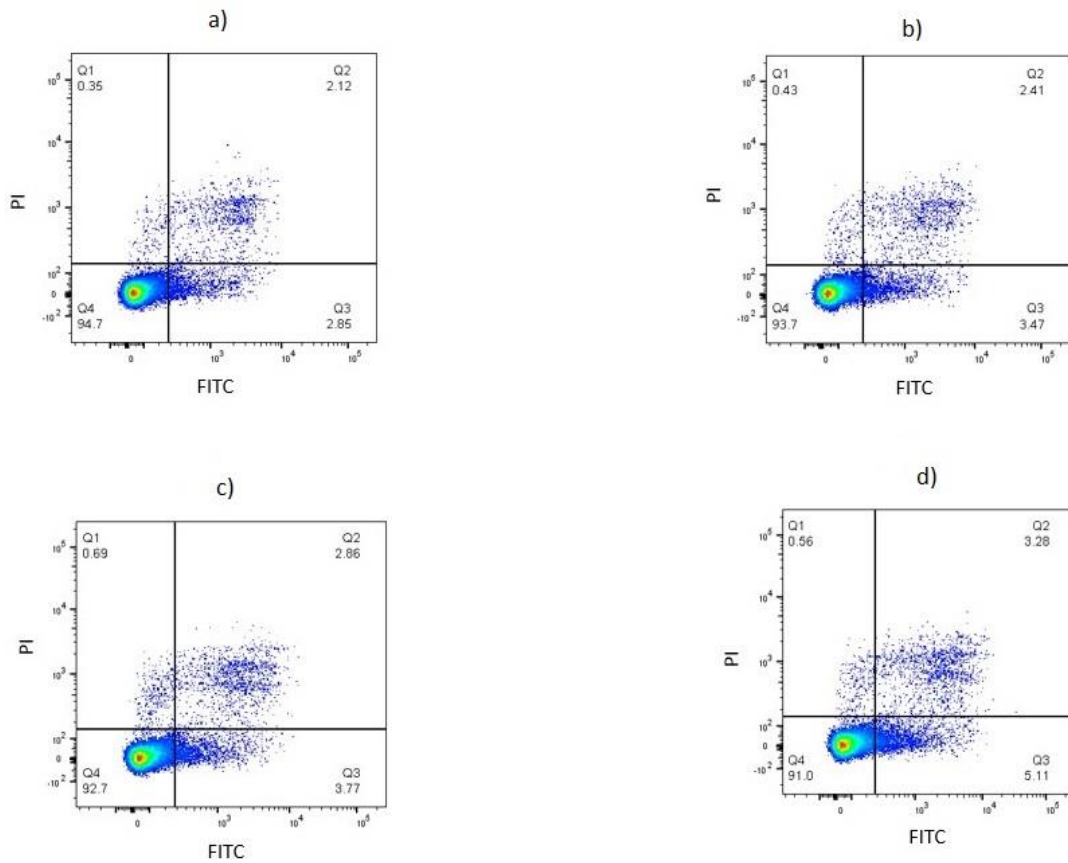 a)
Q1
0.35
Q2
2.12
10^5
10^4
10^3
10^2
0
-10^2
PI
Q4
94.7
Q3
2.85
0 10^3 10^4 10^5
FITC
b)
Q1
0.43
Q2
2.41
10^5
10^4
10^3
10^2
0
-10^2
PI
Q4
93.7
Q3
3.47
0 10^3 10^4 10^5
FITC
c)
Q1
0.69
Q2
2.86
10^5
10^4
10^3
10^2
0
-10^2
PI
Q4
92.7
Q3
3.77
0 10^3 10^4 10^5
FITC
d)
Q1
0.56
Q2
3.28
10^5
10^4
10^3
10^2
0
-10^2
PI
Q4
91.0
Q3
5.11
0 10^3 10^4 10^5
FITC